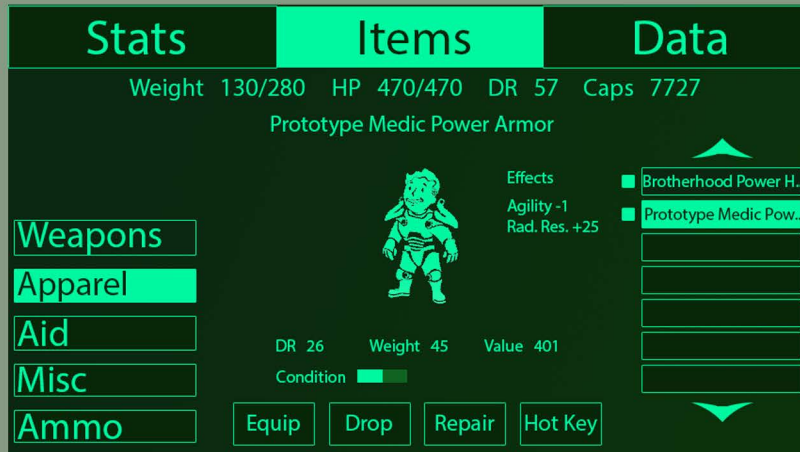 Stats Items Data
Weight 130/280 HP 470/470 DR 57 Caps 7727
Prototype Medic Power Armor
Weapons
Apparel
Aid
Misc
Ammo
Effects
Agility -1
Rad. Res. +25
DR 26 Weight 45 Value 401
Condition
Equip Drop Repair Hot Key
Brotherhood Power H..
Prototype Medic Pow..